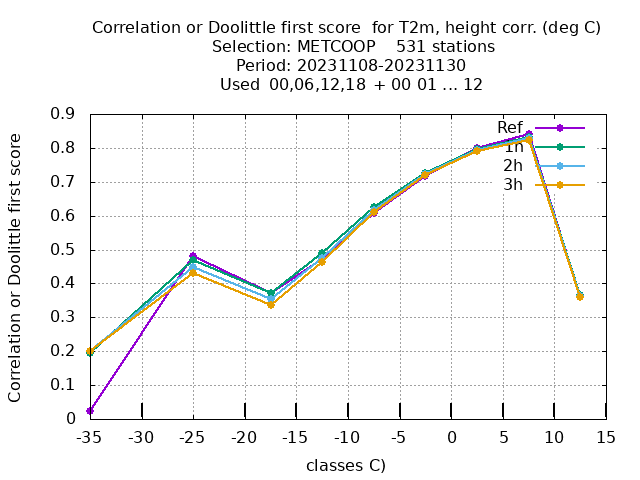 Correlation or Doolittle first score  for T2m, height corr. (deg C)
Selection: METCOOP    531 stations
Period: 20231108-20231130
Used  00,06,12,18  + 00 01 ... 12
Correlation or Doolittle first score
0.9
0.8
0.7
0.6
0.5
0.4
0.3
0.2
0.1
0
Ref
1h
2h
3h
-35 -30 -25 -20 -15 -10 -5 0 5 10 15
classes C)